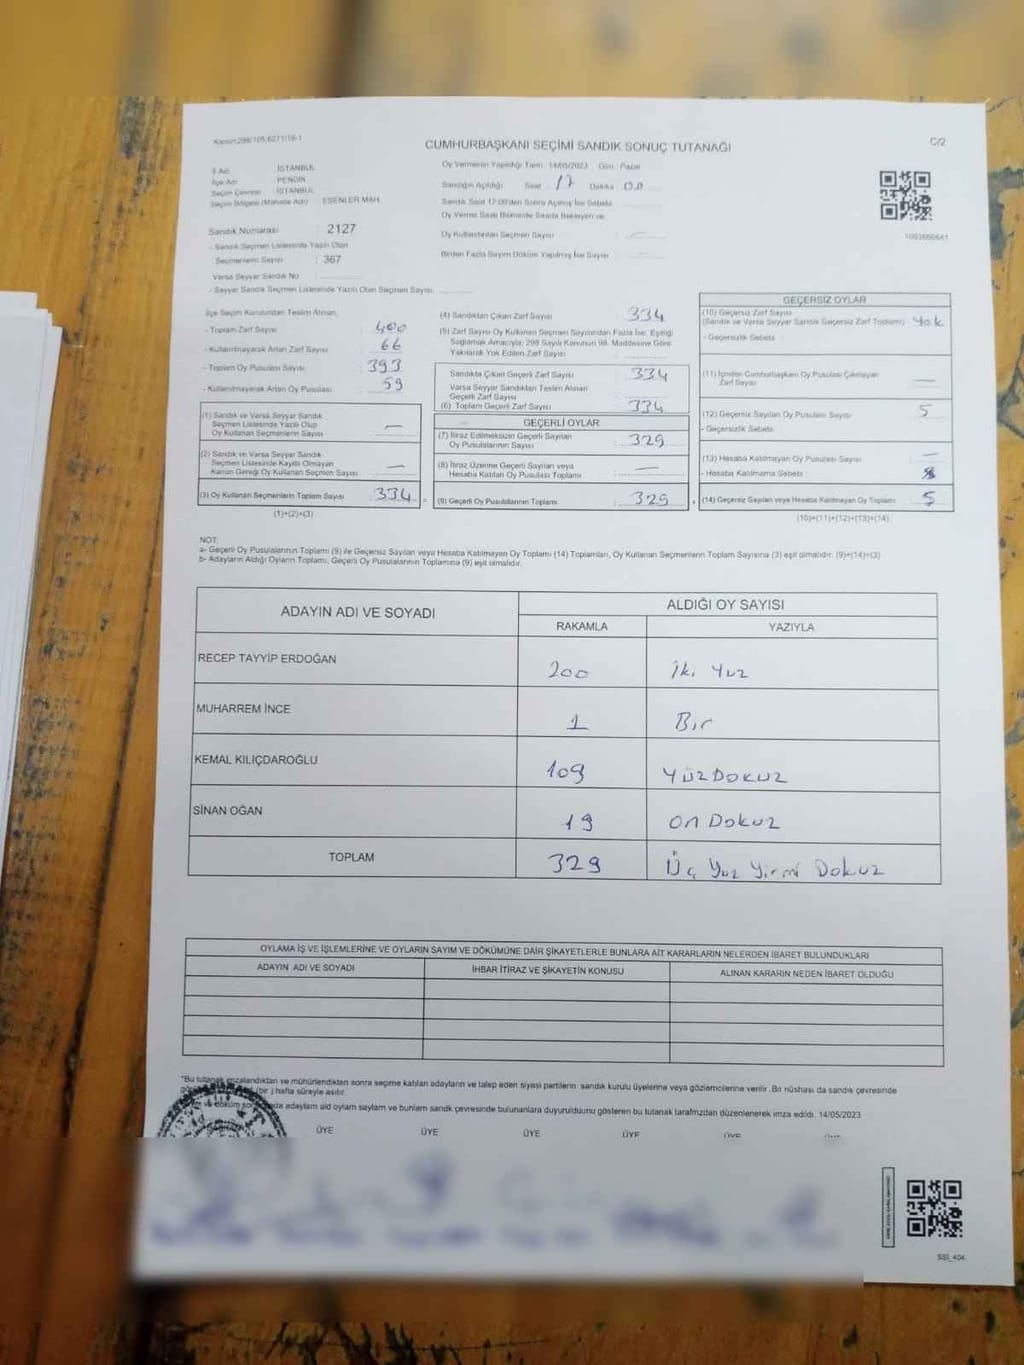 Kanun:298/105;6271/19-1
CUMHURBAŞKANI SEÇİMİ SANDIK SONUÇ TUTANAĞI
C/2
İl Adı : İSTANBUL
İlçe Adı : PENDİK
Seçim Çevresi : İSTANBUL
Seçim Bölgesi (Mahalle Adı) : ESENLER MAH.
Oy Vermenin Yapıldığı Tarih 14/05/2023 Gün : Pazar
Sandığın Açıldığı Saat : 17 Dakika : 00
Sandık Saat 17.00'den Sonra Açılmış İse Sebebi
Oy Verme Saati Bitiminde Sırada Bekleyen ve
Oy Kullandırılan Seçmen Sayısı : —
Birden Fazla Sayım Döküm Yapılmış İse Sayısı : —
Sandık Numarası : 2127
- Sandık Seçmen Listesinde Yazılı Olan
Seçmenlerin Sayısı : 367
Varsa Seyyar Sandık No
- Seyyar Sandık Seçmen Listesinde Yazılı Olan Seçmen Sayısı:
İlçe Seçim Kurulundan Teslim Alınan;
- Toplam Zarf Sayısı : 400
- Kullanılmayarak Artan Zarf Sayısı : 66
- Toplam Oy Pusulası Sayısı : 393
- Kullanılmayarak Artan Oy Pusulası : 59
(1) Sandık ve Varsa Seyyar Sandık
Seçmen Listesinde Yazılı Olup
Oy Kullanan Seçmenlerin Sayısı : —
(2) Sandık ve Varsa Seyyar Sandık
Seçmen Listesinde Kayıtlı Olmayan
Kanun Gereği Oy Kullanan Seçmen Sayısı : —
(3) Oy Kullanan Seçmenlerin Toplam Sayısı : 334
(1)+(2)=(3)
(4) Sandıktan Çıkan Zarf Sayısı : 334
(5) Zarf Sayısı Oy Kullanan Seçmen Sayısından Fazla İse, Eşitliği
Sağlamak Amacıyla; 298 Sayılı Kanunun 98. Maddesine Göre
Yakılarak Yok Edilen Zarf Sayısı :
Sandıkta Çıkan Geçerli Zarf Sayısı : 334
Varsa Seyyar Sandıktan Teslim Alınan
Geçerli Zarf Sayısı :
(6) Toplam Geçerli Zarf Sayısı : 334
GEÇERLİ OYLAR
(7) İtiraz Edilmeksizin Geçerli Sayılan
Oy Pusulalarının Sayısı : 329
(8) İtiraz Üzerine Geçerli Sayılan veya
Hesaba Katılan Oy Pusulası Toplamı : —
(9) Geçerli Oy Pusulalarının Toplamı : 329
GEÇERSİZ OYLAR
(10) Geçersiz Zarf Sayısı
(Sandık ve Varsa Seyyar Sandık Geçersiz Zarf Toplamı) : Yok
- Geçersizlik Sebebi :
(11) İçinden Cumhurbaşkanı Oy Pusulası Çıkmayan
Zarf Sayısı : —
(12) Geçersiz Sayılan Oy Pusulası Sayısı : 5
- Geçersizlik Sebebi :
(13) Hesaba Katılmayan Oy Pusulası Sayısı : —
- Hesaba Katılmama Sebebi :
(14) Geçersiz Sayılan veya Hesaba Katılmayan Oy Toplamı : 5
(10)+(11)+(12)+(13)=(14)
NOT:
a- Geçerli Oy Pusulalarının Toplamı (9) ile Geçersiz Sayılan veya Hesaba Katılmayan Oy Toplamı (14) Toplamları, Oy Kullanan Seçmenlerin Toplam Sayısına (3) eşit olmalıdır. (9)+(14)=(3)
b- Adayların Aldığı Oyların Toplamı, Geçerli Oy Pusulalarının Toplamına (9) eşit olmalıdır.
ADAYIN ADI VE SOYADI
ALDIĞI OY SAYISI
RAKAMLA YAZIYLA
RECEP TAYYİP ERDOĞAN 200 İki Yuz
MUHARREM İNCE 1 Bir
KEMAL KILIÇDAROĞLU 109 YüzDokuz
SİNAN OĞAN 19 On Dokuz
TOPLAM 329 Üç Yuz Yirmi Dokuz
OYLAMA İŞ VE İŞLEMLERİNE VE OYLARIN SAYIM VE DÖKÜMÜNE DAİR ŞİKAYETLERLE BUNLARA AİT KARARLARIN NELERDEN İBARET BULUNDUKLARI
ADAYIN ADI VE SOYADI İHBAR İTİRAZ VE ŞİKAYETİN KONUSU ALINAN KARARIN NEDEN İBARET OLDUĞU
"Bu tutanak imzalandıktan ve mühürlendikten sonra seçime katılan adayların ve talep eden siyasi partilerin sandık kurulu üyelerine veya gözlemcilerine verilir. Bir nüshası da sandık çevresinde
(bir) hafta süreyle asılır.
adayların aldı oyların sayları ve bunların sandık çevresinde bulunanlara duyurulduunu gösteren bu tutanak tarafımızdan düzenlenerek imza edildi. 14/05/2023
ÜYE ÜYE ÜYE ÜYE ÜYE